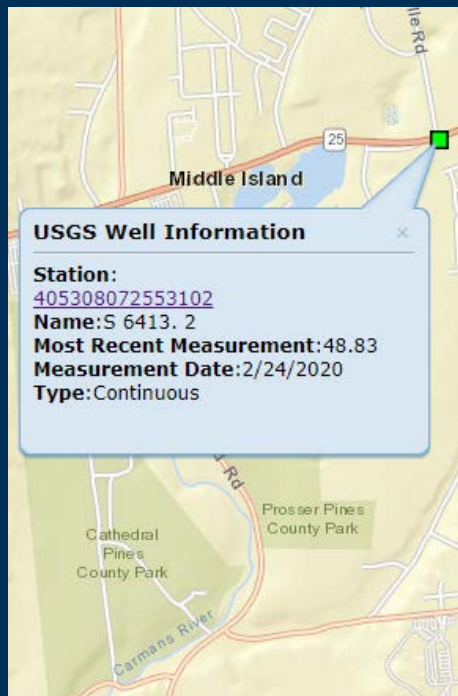 lle Rd
25
Middle Island
USGS Well Information
×
Station:
405308072553102
Name:S 6413. 2
Most Recent Measurement:48.83
Measurement Date:2/24/2020
Type:Continuous
Rd
Prosser Pines
County Park
Cathedral
Pines
County Park
Carmans River